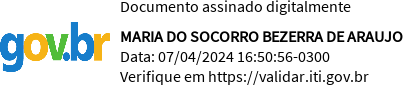 Documento assinado digitalmente
gov.br
MARIA DO SOCORRO BEZERRA DE ARAUJO
Data: 07/04/2024 16:50:56-0300
Verifique em https://validar.iti.gov.br